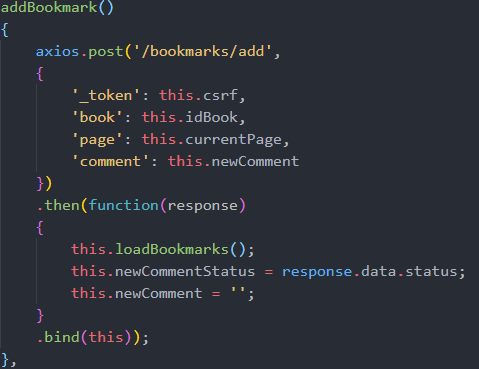 addBookmark()
{
    axios.post('/bookmarks/add',
    {
        '_token': this.csrf,
        'book': this.idBook,
        'page': this.currentPage,
        'comment': this.newComment
    })
    .then(function(response)
    {
        this.loadBookmarks();
        this.newCommentStatus = response.data.status;
        this.newComment = '';
    }
    .bind(this));
},